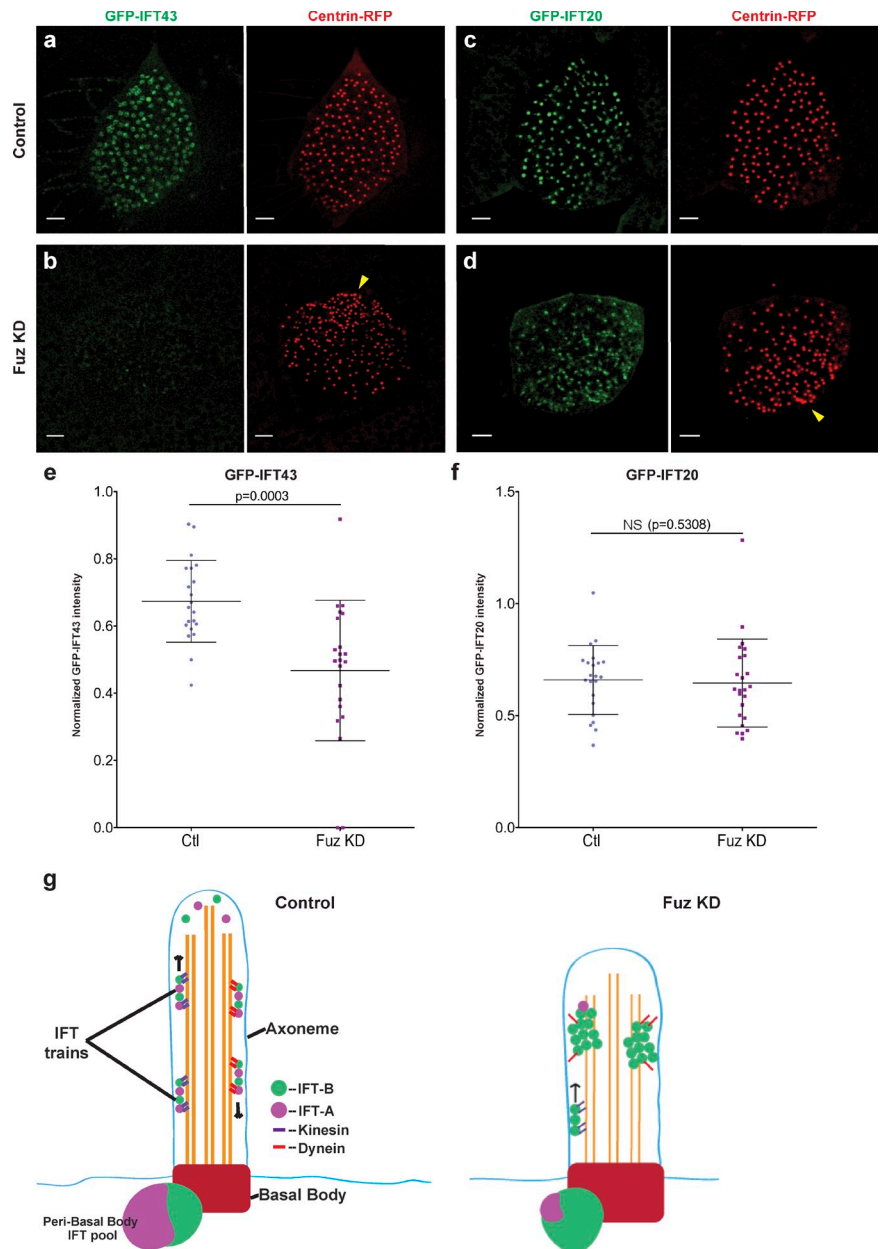 GFP-IFT43 Centrin-RFP GFP-IFT20 Centrin-RFP
a c
Control
b d
Fuz KD
e f
GFP-IFT43
p=0.0003
1.0
0.8
0.6
0.4
0.2
0.0
Normalized GFP-IFT43 intensity
Ctl Fuz KD
GFP-IFT20
NS (p=0.5308)
1.5
1.0
0.5
0.0
Normalized GFP-IFT20 intensity
Ctl Fuz KD
g
Control Fuz KD
IFT
trains
Axoneme
--IFT-B
--IFT-A
--Kinesin
--Dynein
Basal Body
Peri-Basal Body
IFT pool